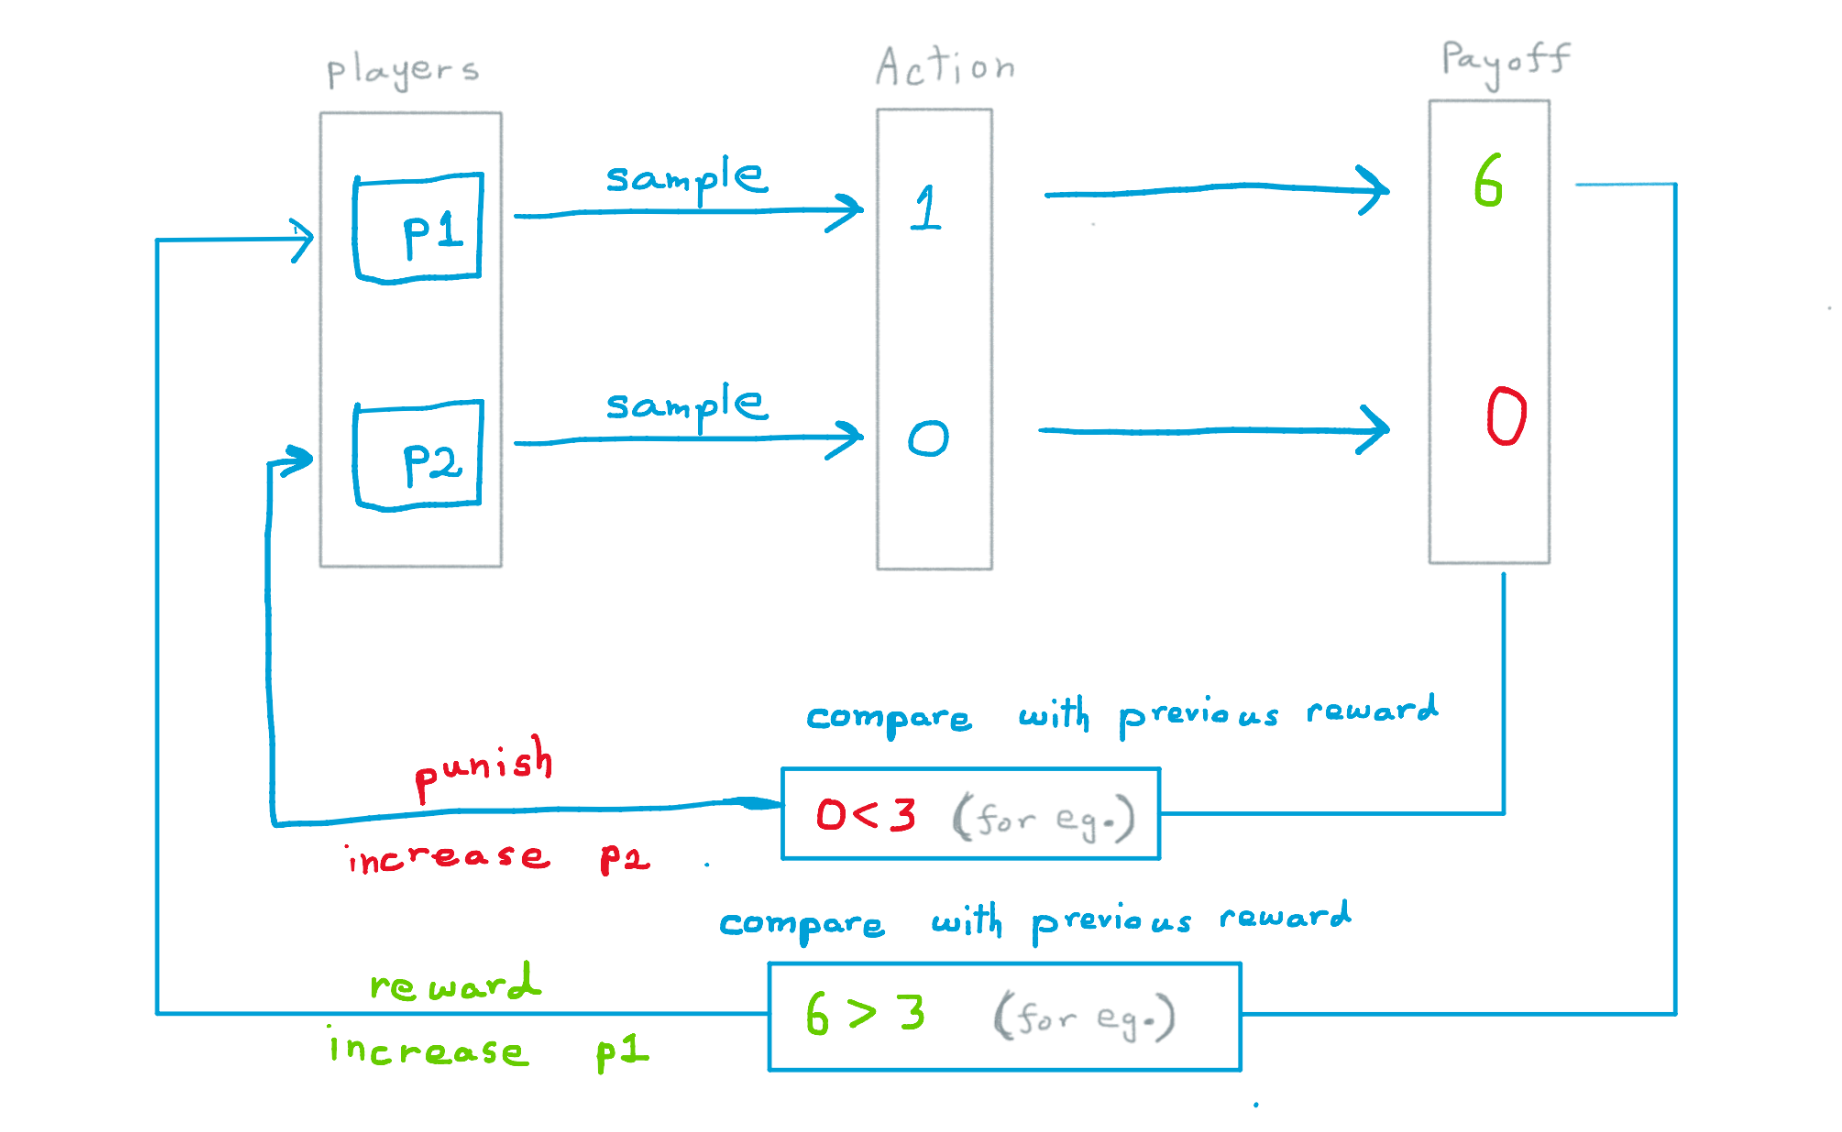 players
Action
Payoff
p1
sample
1
6
p2
sample
0
0
compare with previous reward
punish
0<3 (for eg.)
increase p2
compare with previous reward
reward
6>3 (for eg.)
increase p1